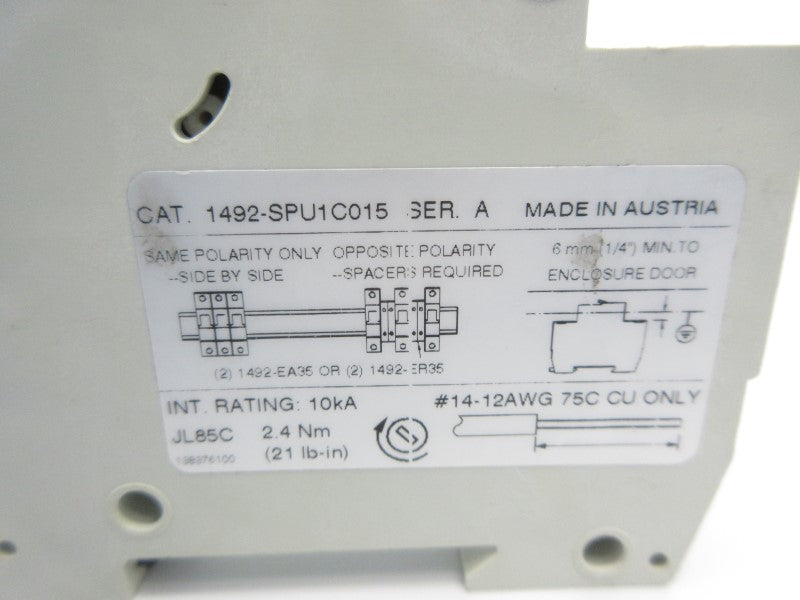 CAT. 1492-SPU1C015 SER. A MADE IN AUSTRIA
SAME POLARITY ONLY
--SIDE BY SIDE
OPPOSITE POLARITY
--SPACERS REQUIRED
6 mm (1/4") MIN. TO
ENCLOSURE DOOR
(2) 1492-EA35 OR (2) 1492-ER35
INT. RATING: 10kA
#14-12AWG 75C CU ONLY
JL85C 2.4 Nm
(21 lb-in)